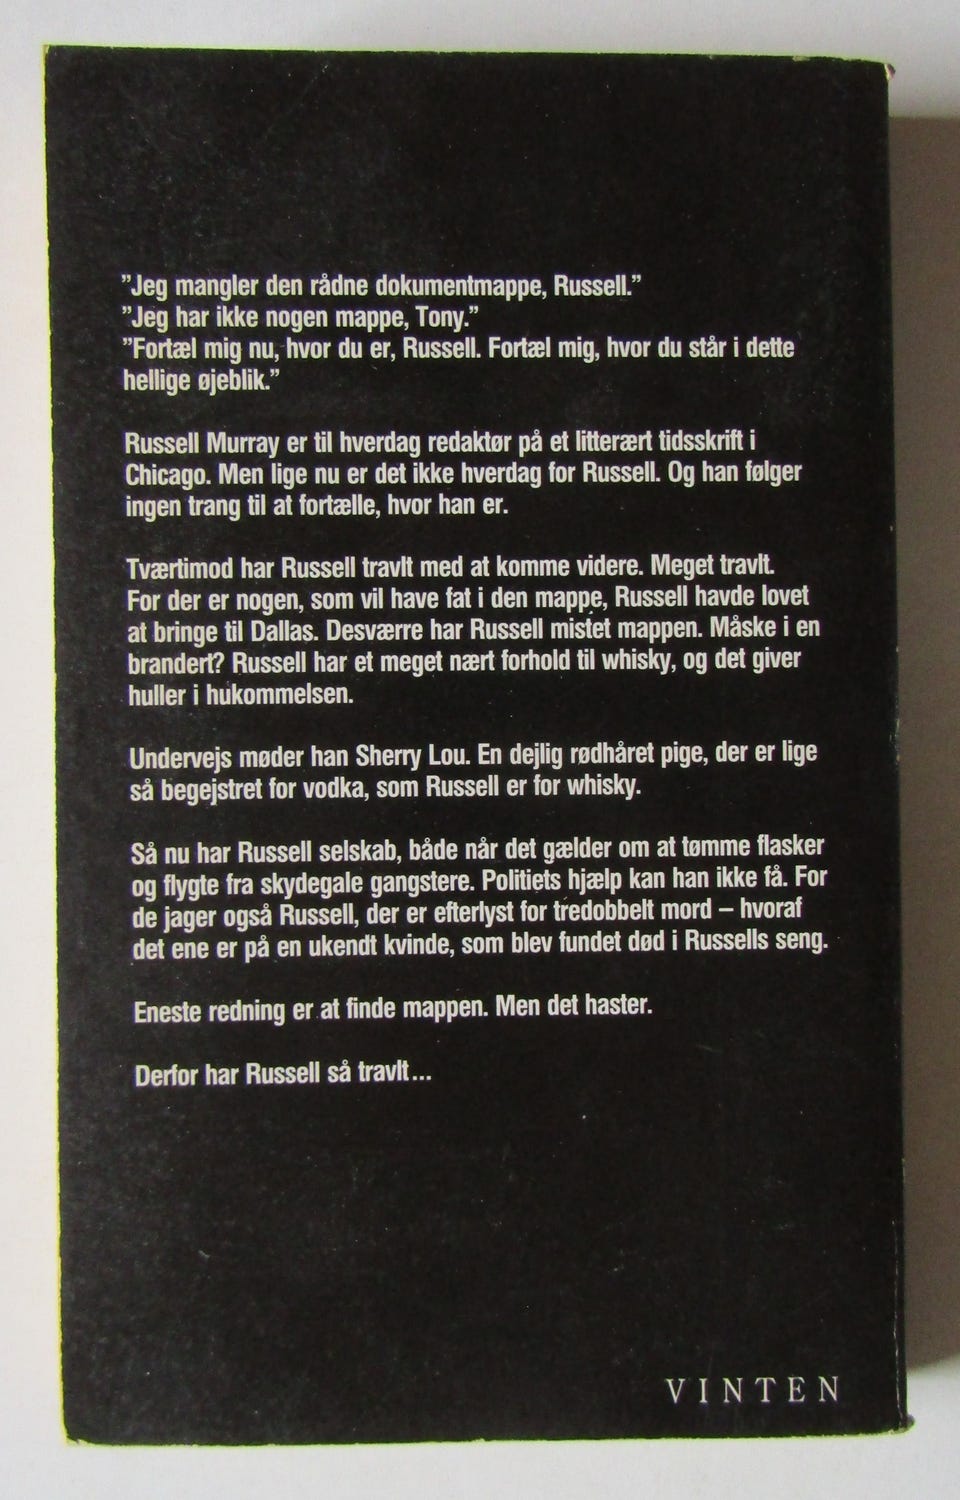 ”Jeg mangler den rådne dokumentmappe, Russell.”
”Jeg har ikke nogen mappe, Tony.”
”Fortæl mig nu, hvor du er, Russell. Fortæl mig, hvor du står i dette
hellige øjeblik.”
Russell Murray er til hverdag redaktør på et litterært tidsskrift i
Chicago. Men lige nu er det ikke hverdag for Russell. Og han følger
ingen trang til at fortælle, hvor han er.
Tværtimod har Russell travlt med at komme videre. Meget travlt.
For der er nogen, som vil have fat i den mappe, Russell havde lovet
at bringe til Dallas. Desværre har Russell mistet mappen. Måske i en
brandert? Russell har et meget nært forhold til whisky, og det giver
huller i hukommelsen.
Undervejs møder han Sherry Lou. En dejlig rødhåret pige, der er lige
så begejstret for vodka, som Russell er for whisky.
Så nu har Russell selskab, både når det gælder om at tømme flasker
og flygte fra skydegale gangstere. Politiets hjælp kan han ikke få. For
de jager også Russell, der er efterlyst for tredobbelt mord – hvoraf
det ene er på en ukendt kvinde, som blev fundet død i Russells seng.
Eneste redning er at finde mappen. Men det haster.
Derfor har Russell så travlt...
VINTEN